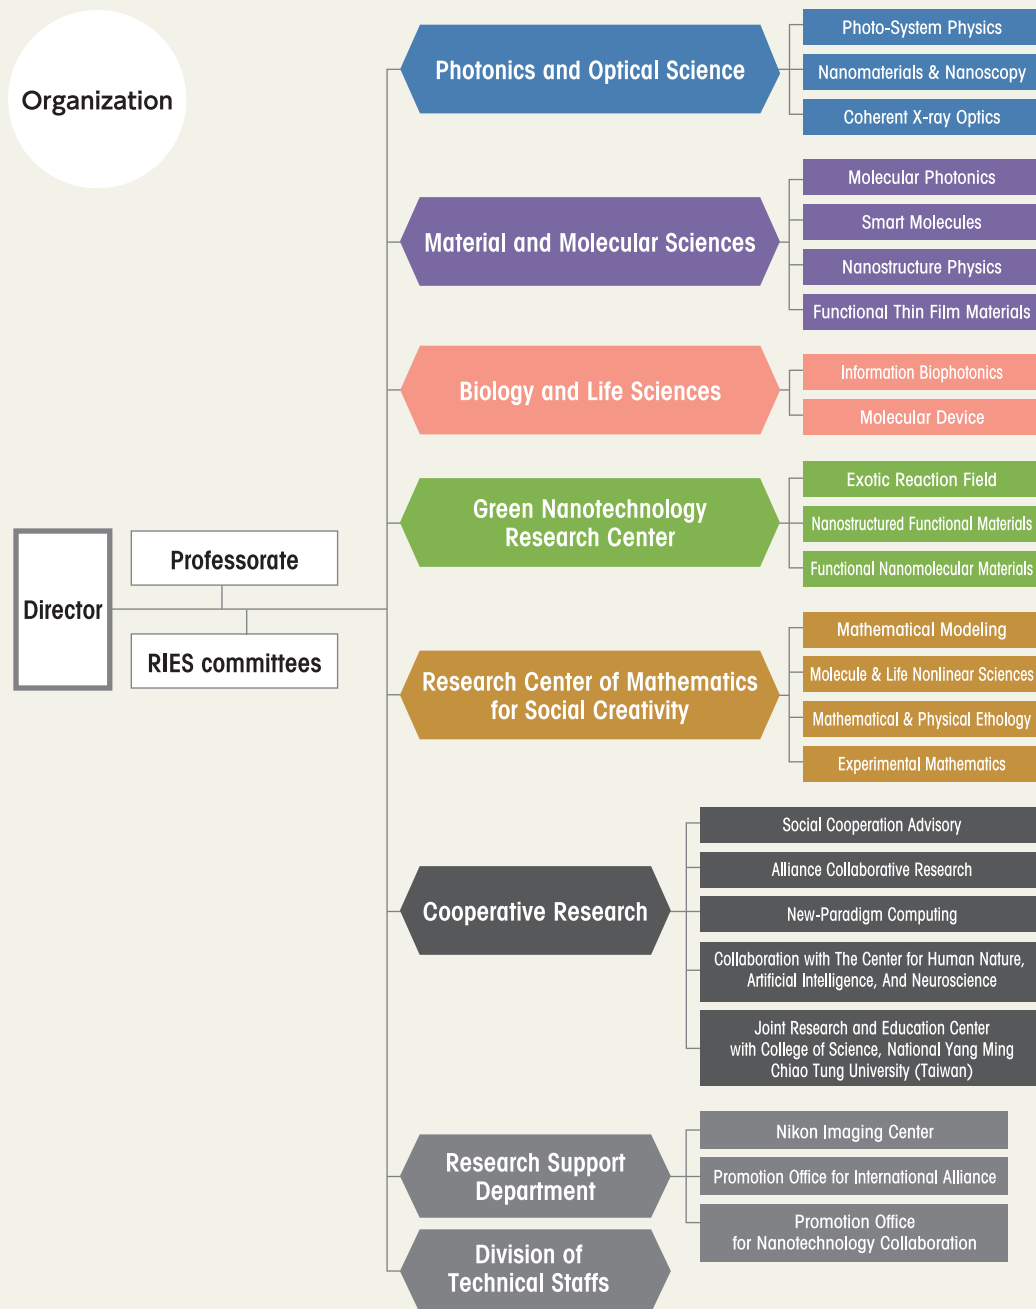 Organization
Director
Professorate
RIES committees
Photonics and Optical Science
Photo-System Physics
Nanomaterials & Nanoscopy
Coherent X-ray Optics
Material and Molecular Sciences
Molecular Photonics
Smart Molecules
Nanostructure Physics
Functional Thin Film Materials
Biology and Life Sciences
Information Biophotonics
Molecular Device
Green Nanotechnology
Research Center
Exotic Reaction Field
Nanostructured Functional Materials
Functional Nanomolecular Materials
Research Center of Mathematics
for Social Creativity
Mathematical Modeling
Molecule & Life Nonlinear Sciences
Mathematical & Physical Ethology
Experimental Mathematics
Cooperative Research
Social Cooperation Advisory
Alliance Collaborative Research
New-Paradigm Computing
Collaboration with The Center for Human Nature,
Artificial Intelligence, And Neuroscience
Joint Research and Education Center
with College of Science, National Yang Ming
Chiao Tung University (Taiwan)
Research Support
Department
Nikon Imaging Center
Promotion Office for International Alliance
Promotion Office
for Nanotechnology Collaboration
Division of
Technical Staffs